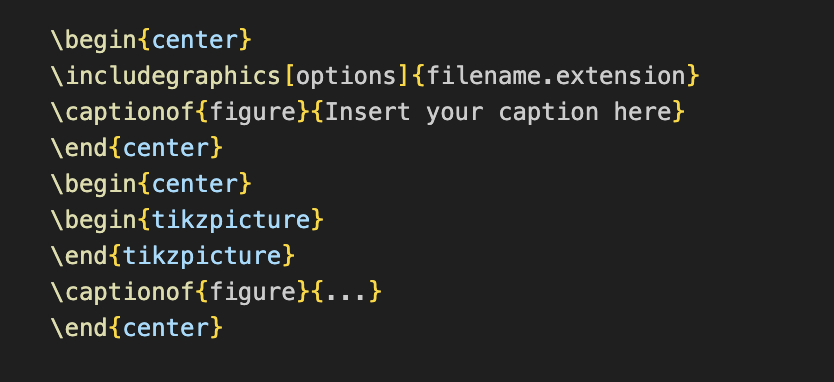 \begin{center}
\includegraphics[options]{filename.extension}
\captionof{figure}{Insert your caption here}
\end{center}
\begin{center}
\begin{tikzpicture}
\end{tikzpicture}
\captionof{figure}{...}
\end{center}